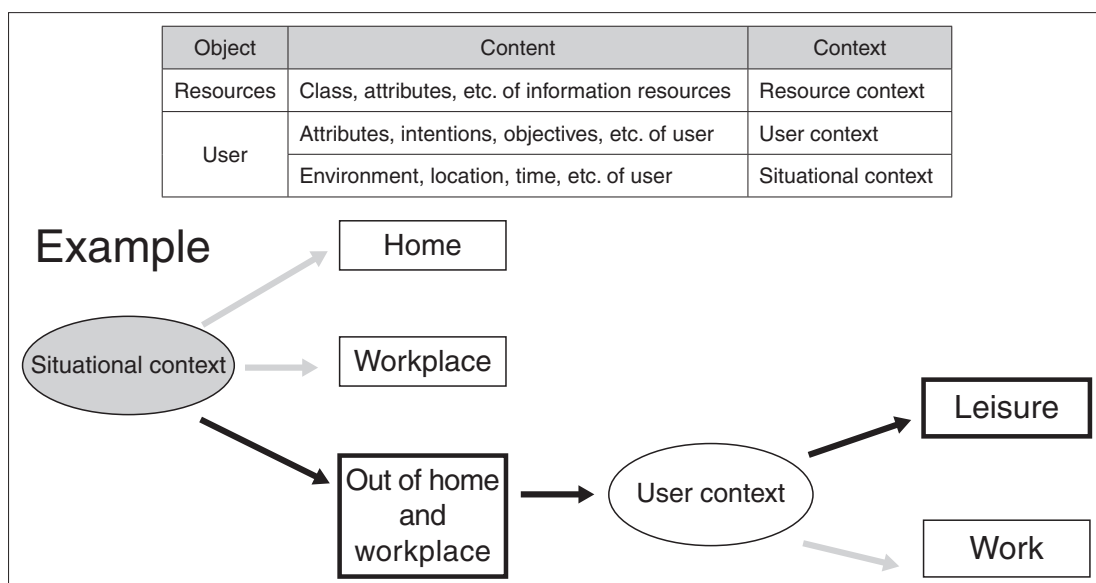 Object Content Context
Resources Class, attributes, etc. of information resources Resource context
User Attributes, intentions, objectives, etc. of user User context
Environment, location, time, etc. of user Situational context
Example
Home
Situational context
Workplace
Out of home
and
workplace
User context
Leisure
Work